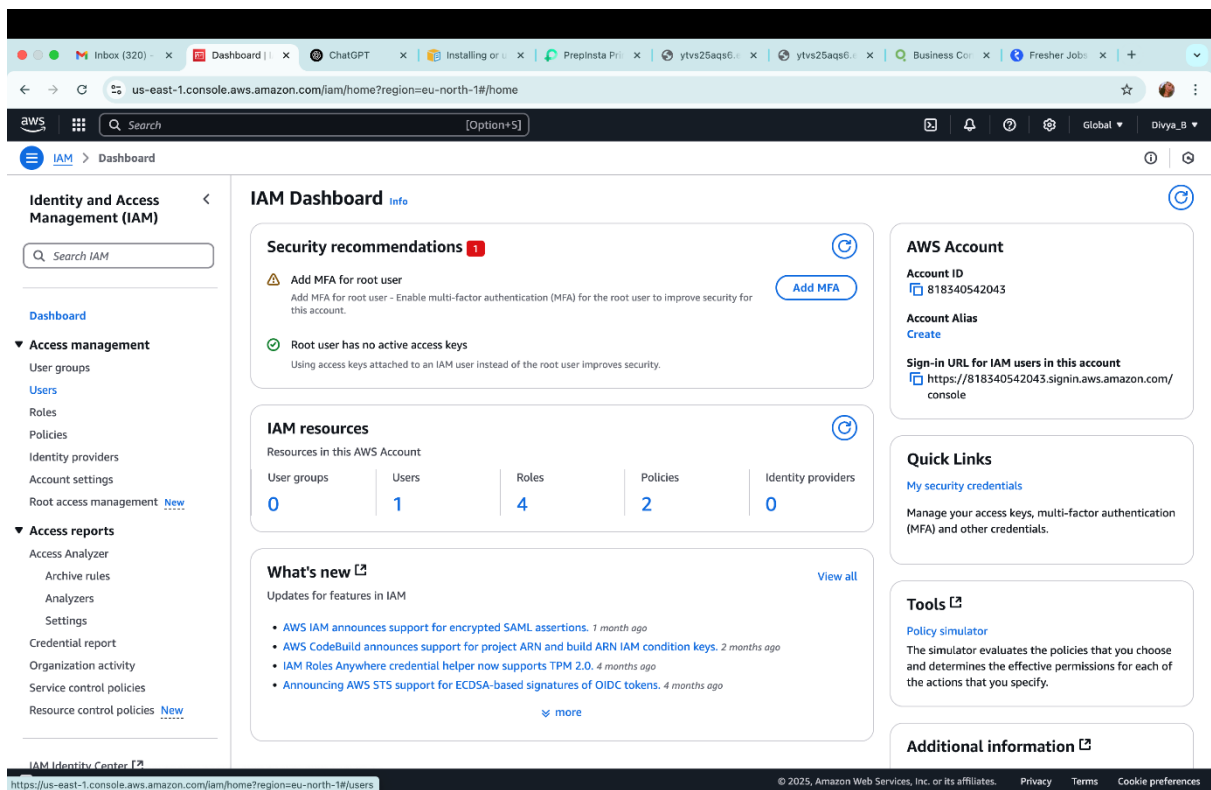 Inbox (320) -
Dashboard | I
ChatGPT
Installing or u
PrepInsta Pri
ytvs25aqs6.e
ytvs25aqs6.e
Business Con
Fresher Jobs
us-east-1.console.aws.amazon.com/iam/home?region=eu-north-1#/home
aws
Search
[Option+S]
Global
Divya_B
IAM > Dashboard
Identity and Access
Management (IAM)
Search IAM
Dashboard
Access management
User groups
Users
Roles
Policies
Identity providers
Account settings
Root access management New
Access reports
Access Analyzer
Archive rules
Analyzers
Settings
Credential report
Organization activity
Service control policies
Resource control policies New
IAM Identity Center
https://us-east-1.console.aws.amazon.com/iam/home?region=eu-north-1#/users
IAM Dashboard Info
Security recommendations 1
Add MFA for root user
Add MFA for root user - Enable multi-factor authentication (MFA) for the root user to improve security for
this account.
Add MFA
Root user has no active access keys
Using access keys attached to an IAM user instead of the root user improves security.
IAM resources
Resources in this AWS Account
User groups
0
Users
1
Roles
4
Policies
2
Identity providers
0
What's new
View all
Updates for features in IAM
AWS IAM announces support for encrypted SAML assertions. 1 month ago
AWS CodeBuild announces support for project ARN and build ARN IAM condition keys. 2 months ago
IAM Roles Anywhere credential helper now supports TPM 2.0. 4 months ago
Announcing AWS STS support for ECDSA-based signatures of OIDC tokens. 4 months ago
more
AWS Account
Account ID
818340542043
Account Alias
Create
Sign-in URL for IAM users in this account
https://818340542043.signin.aws.amazon.com/
console
Quick Links
My security credentials
Manage your access keys, multi-factor authentication
(MFA) and other credentials.
Tools
Policy simulator
The simulator evaluates the policies that you choose
and determines the effective permissions for each of
the actions that you specify.
Additional information
© 2025, Amazon Web Services, Inc. or its affiliates.
Privacy
Terms
Cookie preferences